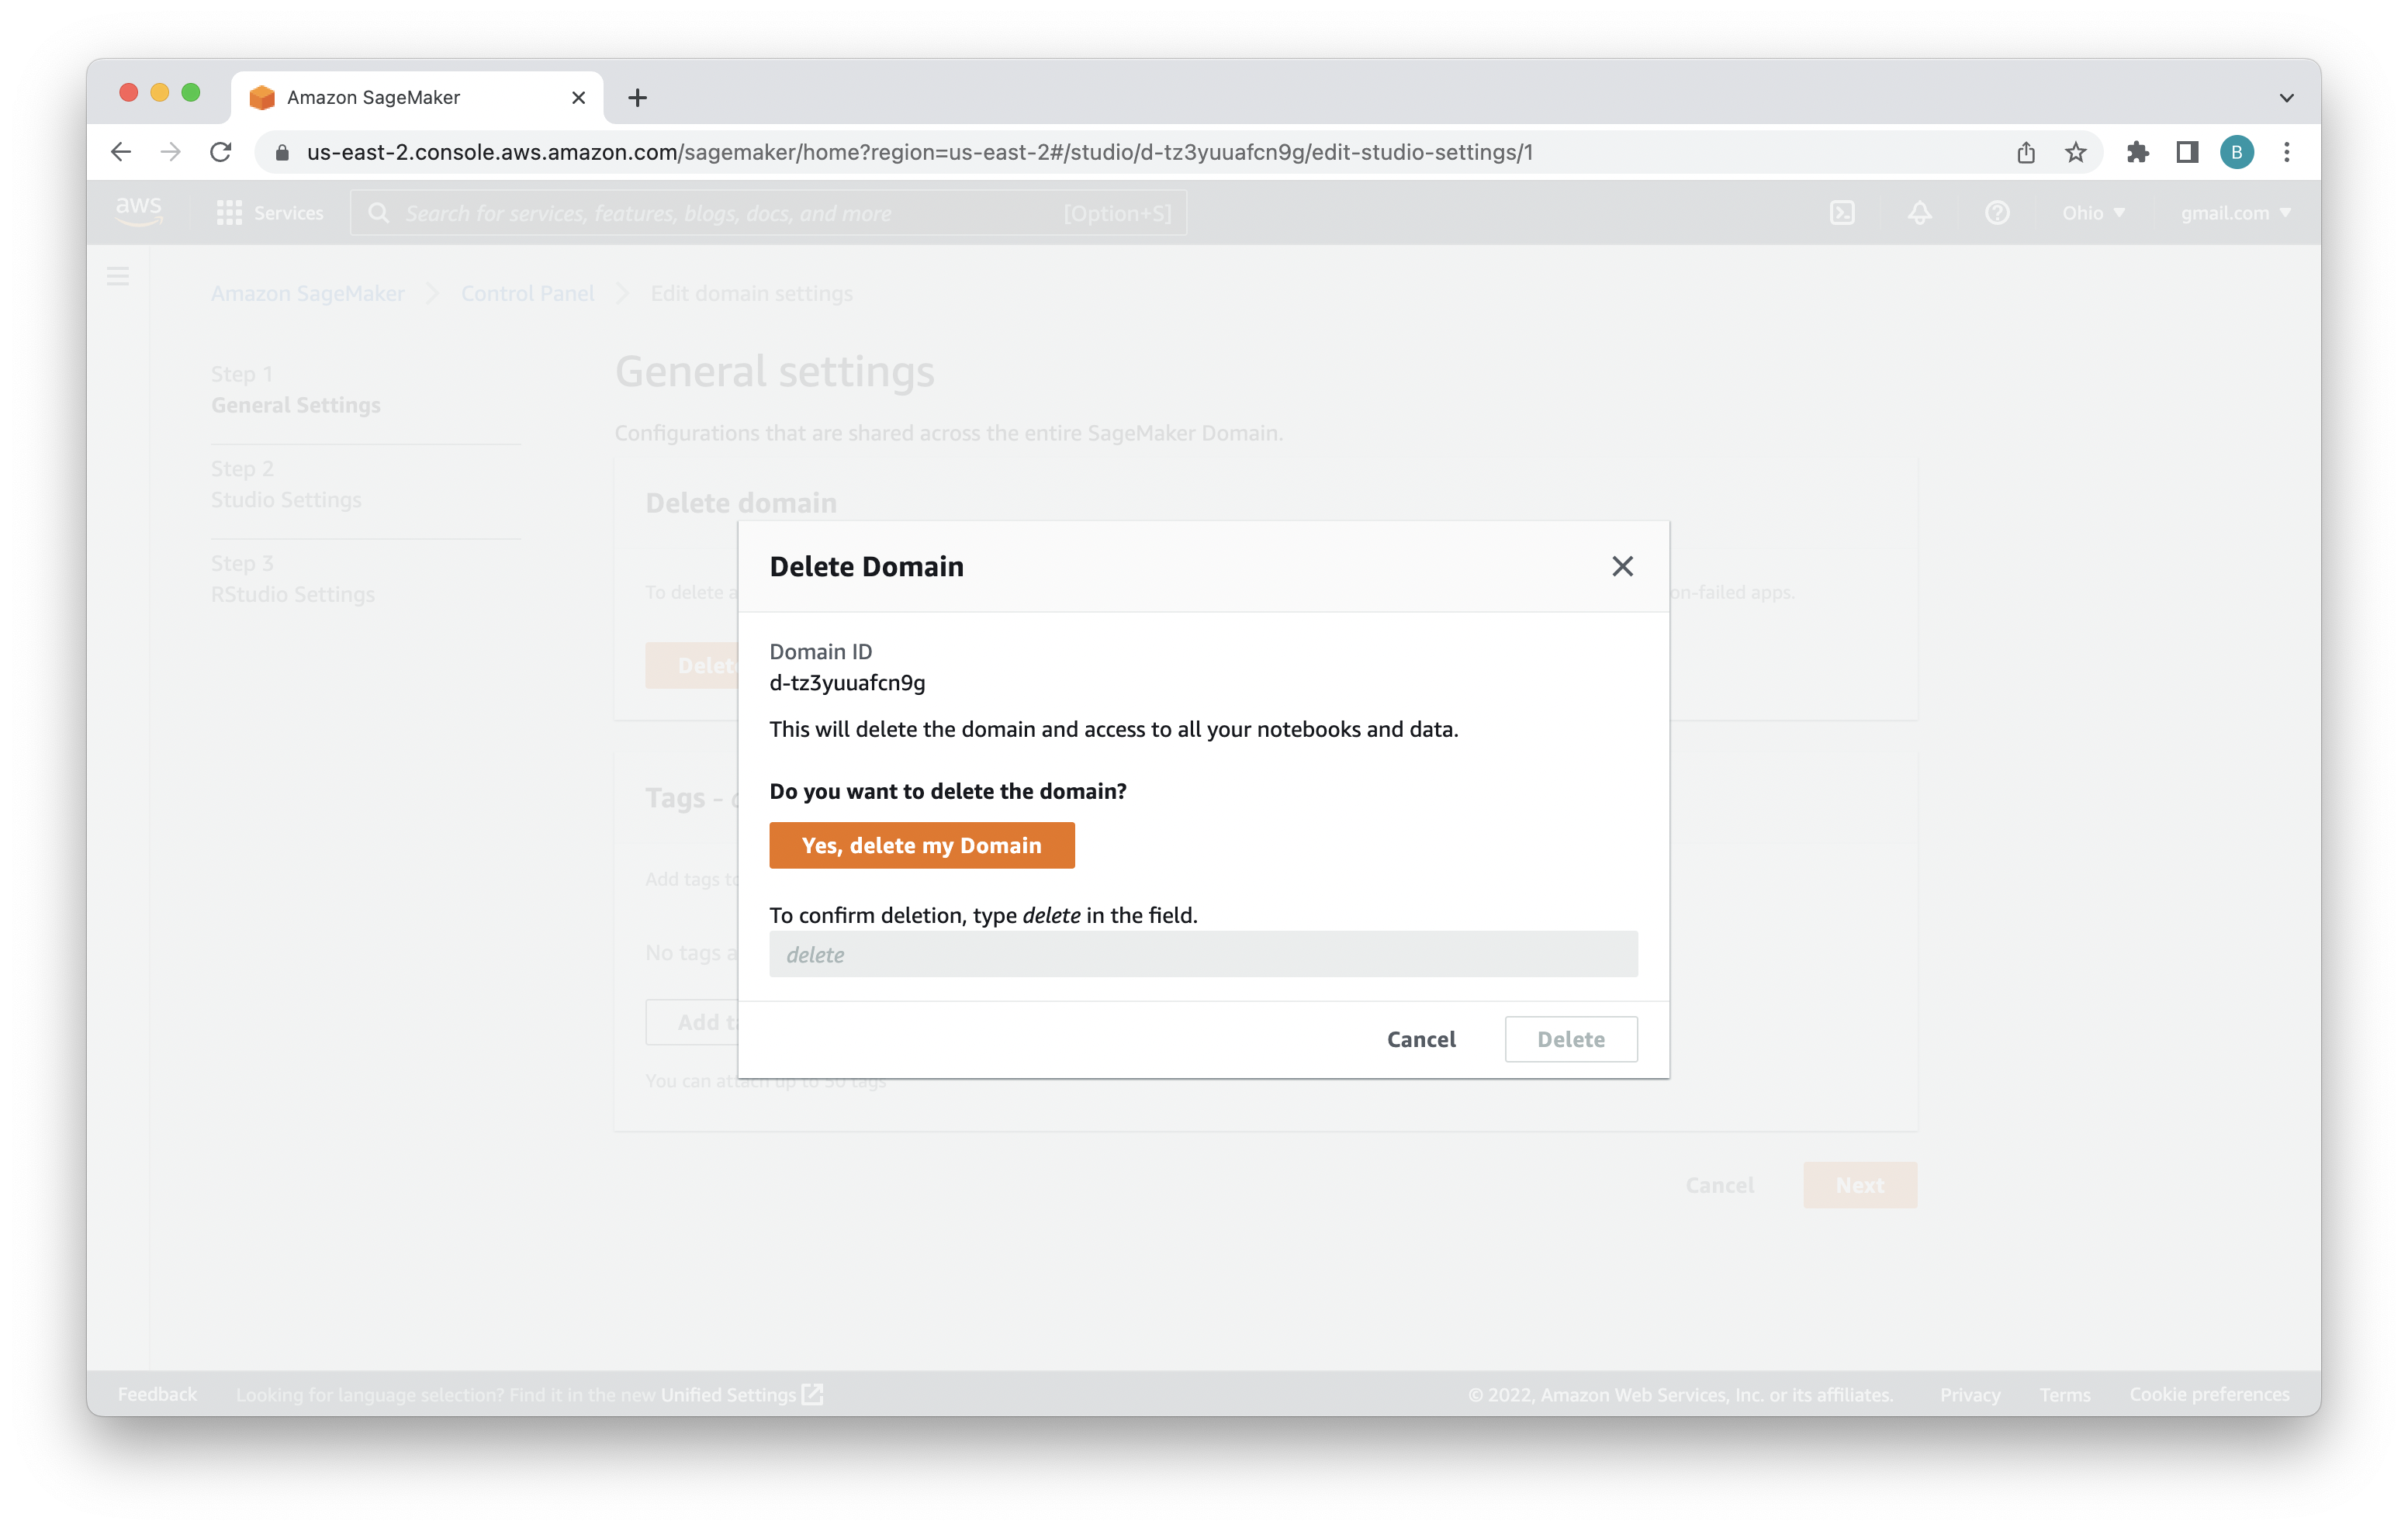 Amazon SageMaker
us-east-2.console.aws.amazon.com/sagemaker/home?region=us-east-2#/studio/d-tz3yuuafcn9g/edit-studio-settings/1
B
aws
Services
Search for services, features, blogs, docs, and more
[Option+S]
Ohio
gmail.com
Amazon SageMaker
Control Panel
Edit domain settings
Step 1
General Settings
Step 2
Studio Settings
Step 3
RStudio Settings
General settings
Configurations that are shared across the entire SageMaker Domain.
Delete domain
To delete
on-failed apps.
Delete
Tags -
Add tags
No tags
Add
You can attach up to 50 tags
Cancel
Next
Delete Domain
Domain ID
d-tz3yuuafcn9g
This will delete the domain and access to all your notebooks and data.
Do you want to delete the domain?
Yes, delete my Domain
To confirm deletion, type delete in the field.
delete
Cancel
Delete
Feedback
Looking for language selection? Find it in the new Unified Settings
© 2022, Amazon Web Services, Inc. or its affiliates.
Privacy
Terms
Cookie preferences